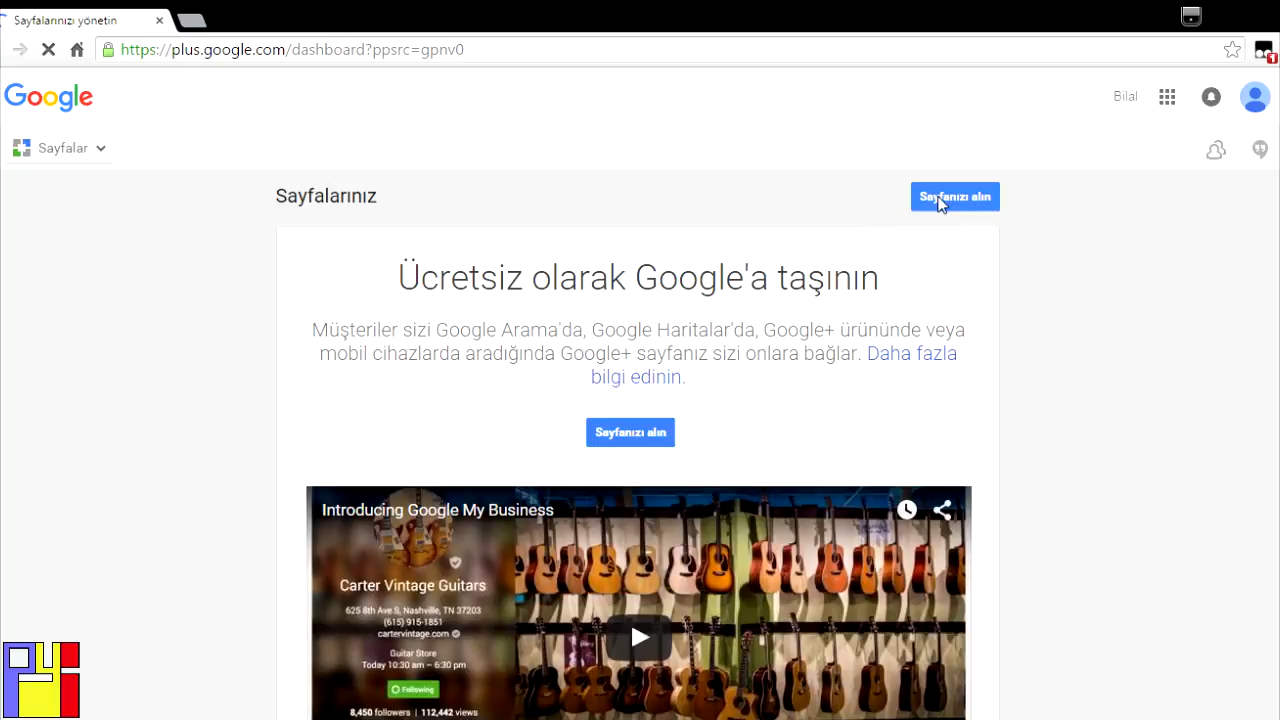 Sayfalarınızı yönetin
https://plus.google.com/dashboard?ppsrc=gpnv0
1
Google
Bilal
Sayfalar
Sayfalarınız
Sayfanızı alın
Ücretsiz olarak Google'a taşının
Müşteriler sizi Google Arama'da, Google Haritalar'da, Google+ ürününde veya
mobil cihazlarda aradığında Google+ sayfanız sizi onlara bağlar. Daha fazla
bilgi edinin.
Sayfanızı alın
Introducing Google My Business
Carter Vintage Guitars
625 8th Ave S, Nashville, TN 37203
(615) 915-1851
cartervintage.com
Guitar Store
Today 10:30 am – 6:30 pm
Following
8,450 followers | 112,442 views